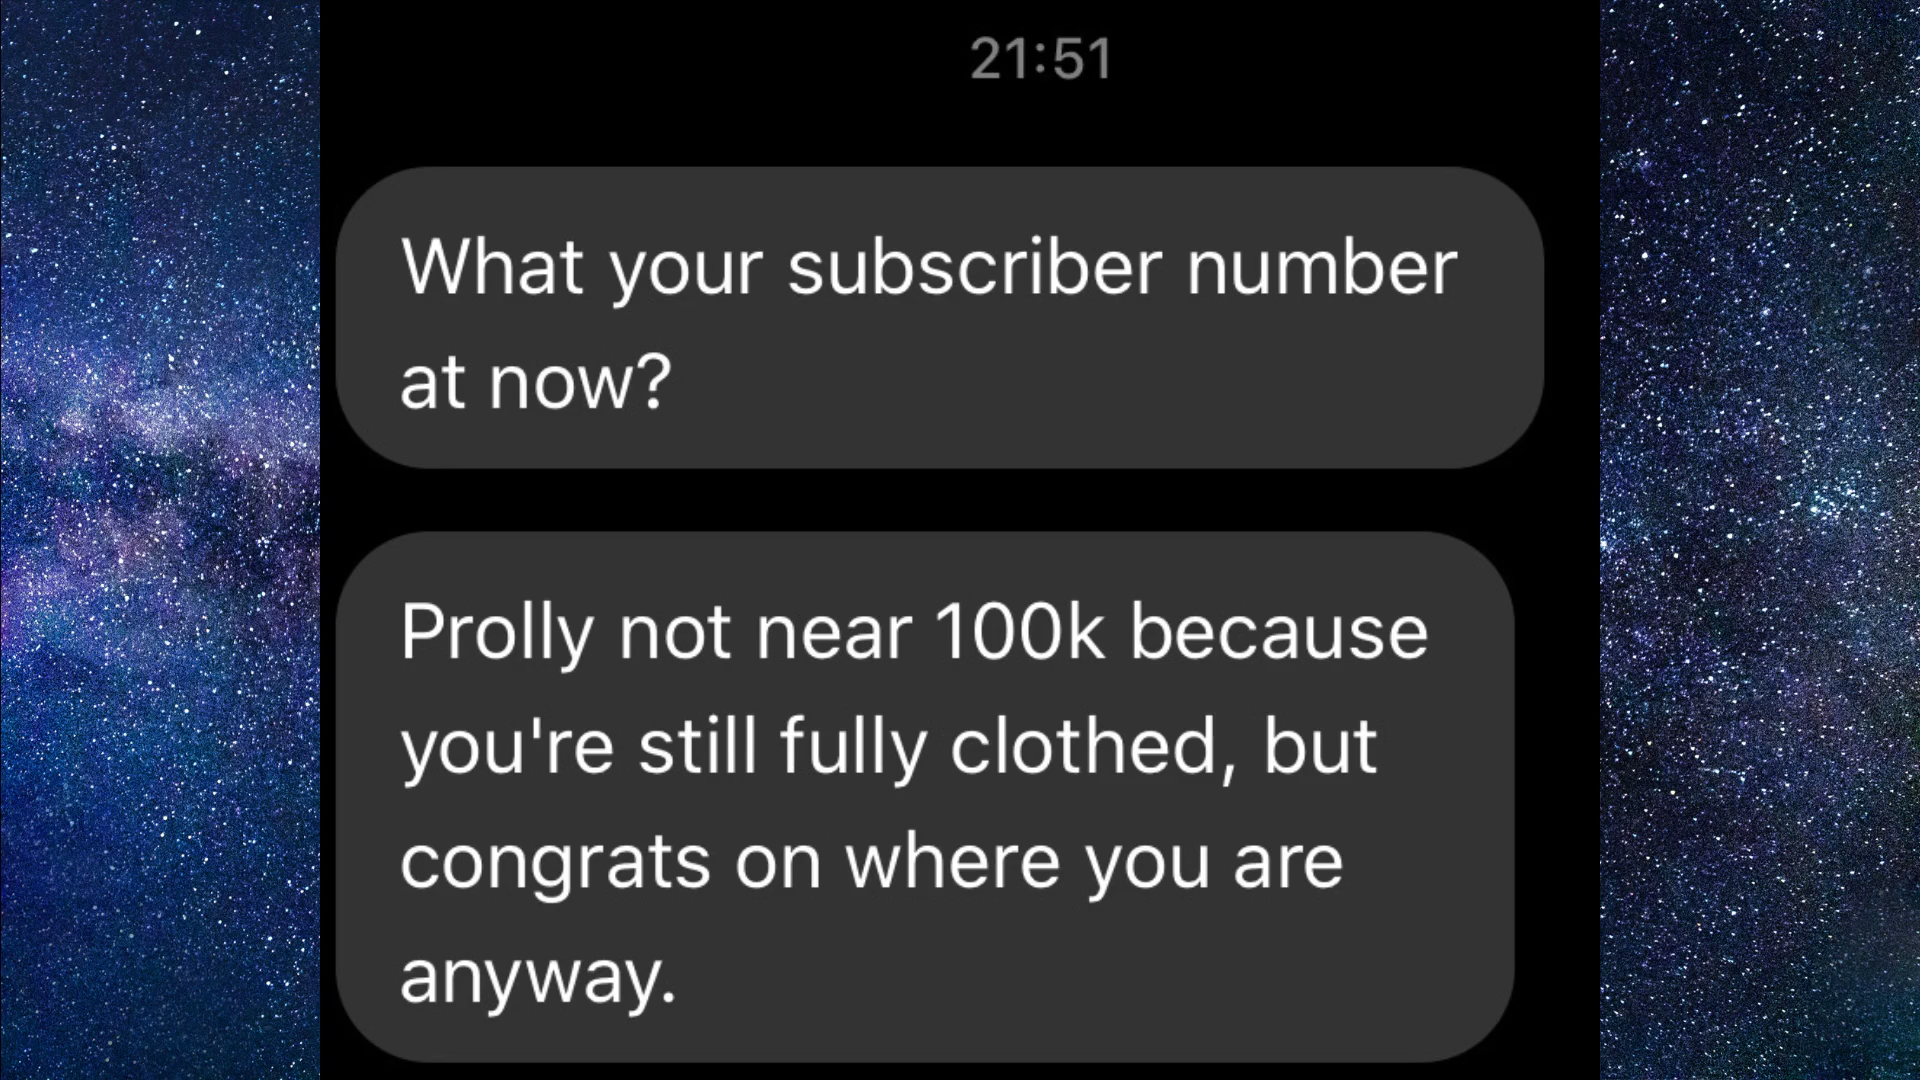 21:51
What your subscriber number
at now?
Prolly not near 100k because
you're still fully clothed, but
congrats on where you are
anyway.